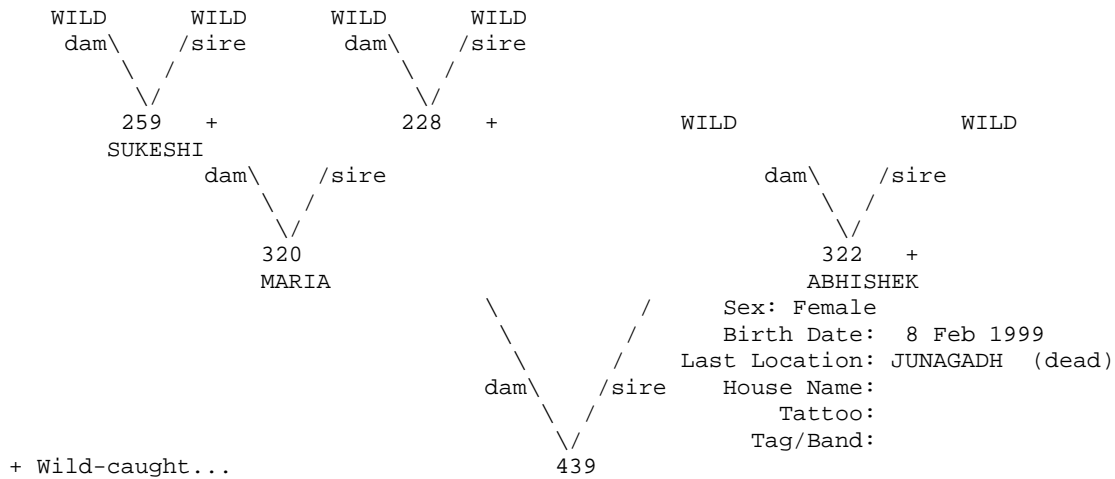 WILD WILD WILD WILD
dam\ /sire dam\ /sire
\ / \ /
\/ \/
259 + 228 + WILD WILD
SUKESHI
dam\ /sire dam\ /sire
\ / \ /
\/ \/
320 322 +
MARIA ABHISHEK
\ / Sex: Female
\ / Birth Date: 8 Feb 1999
\ / Last Location: JUNAGADH (dead)
dam\ /sire House Name:
\ / Tattoo:
\/ Tag/Band:
+ Wild-caught... 439